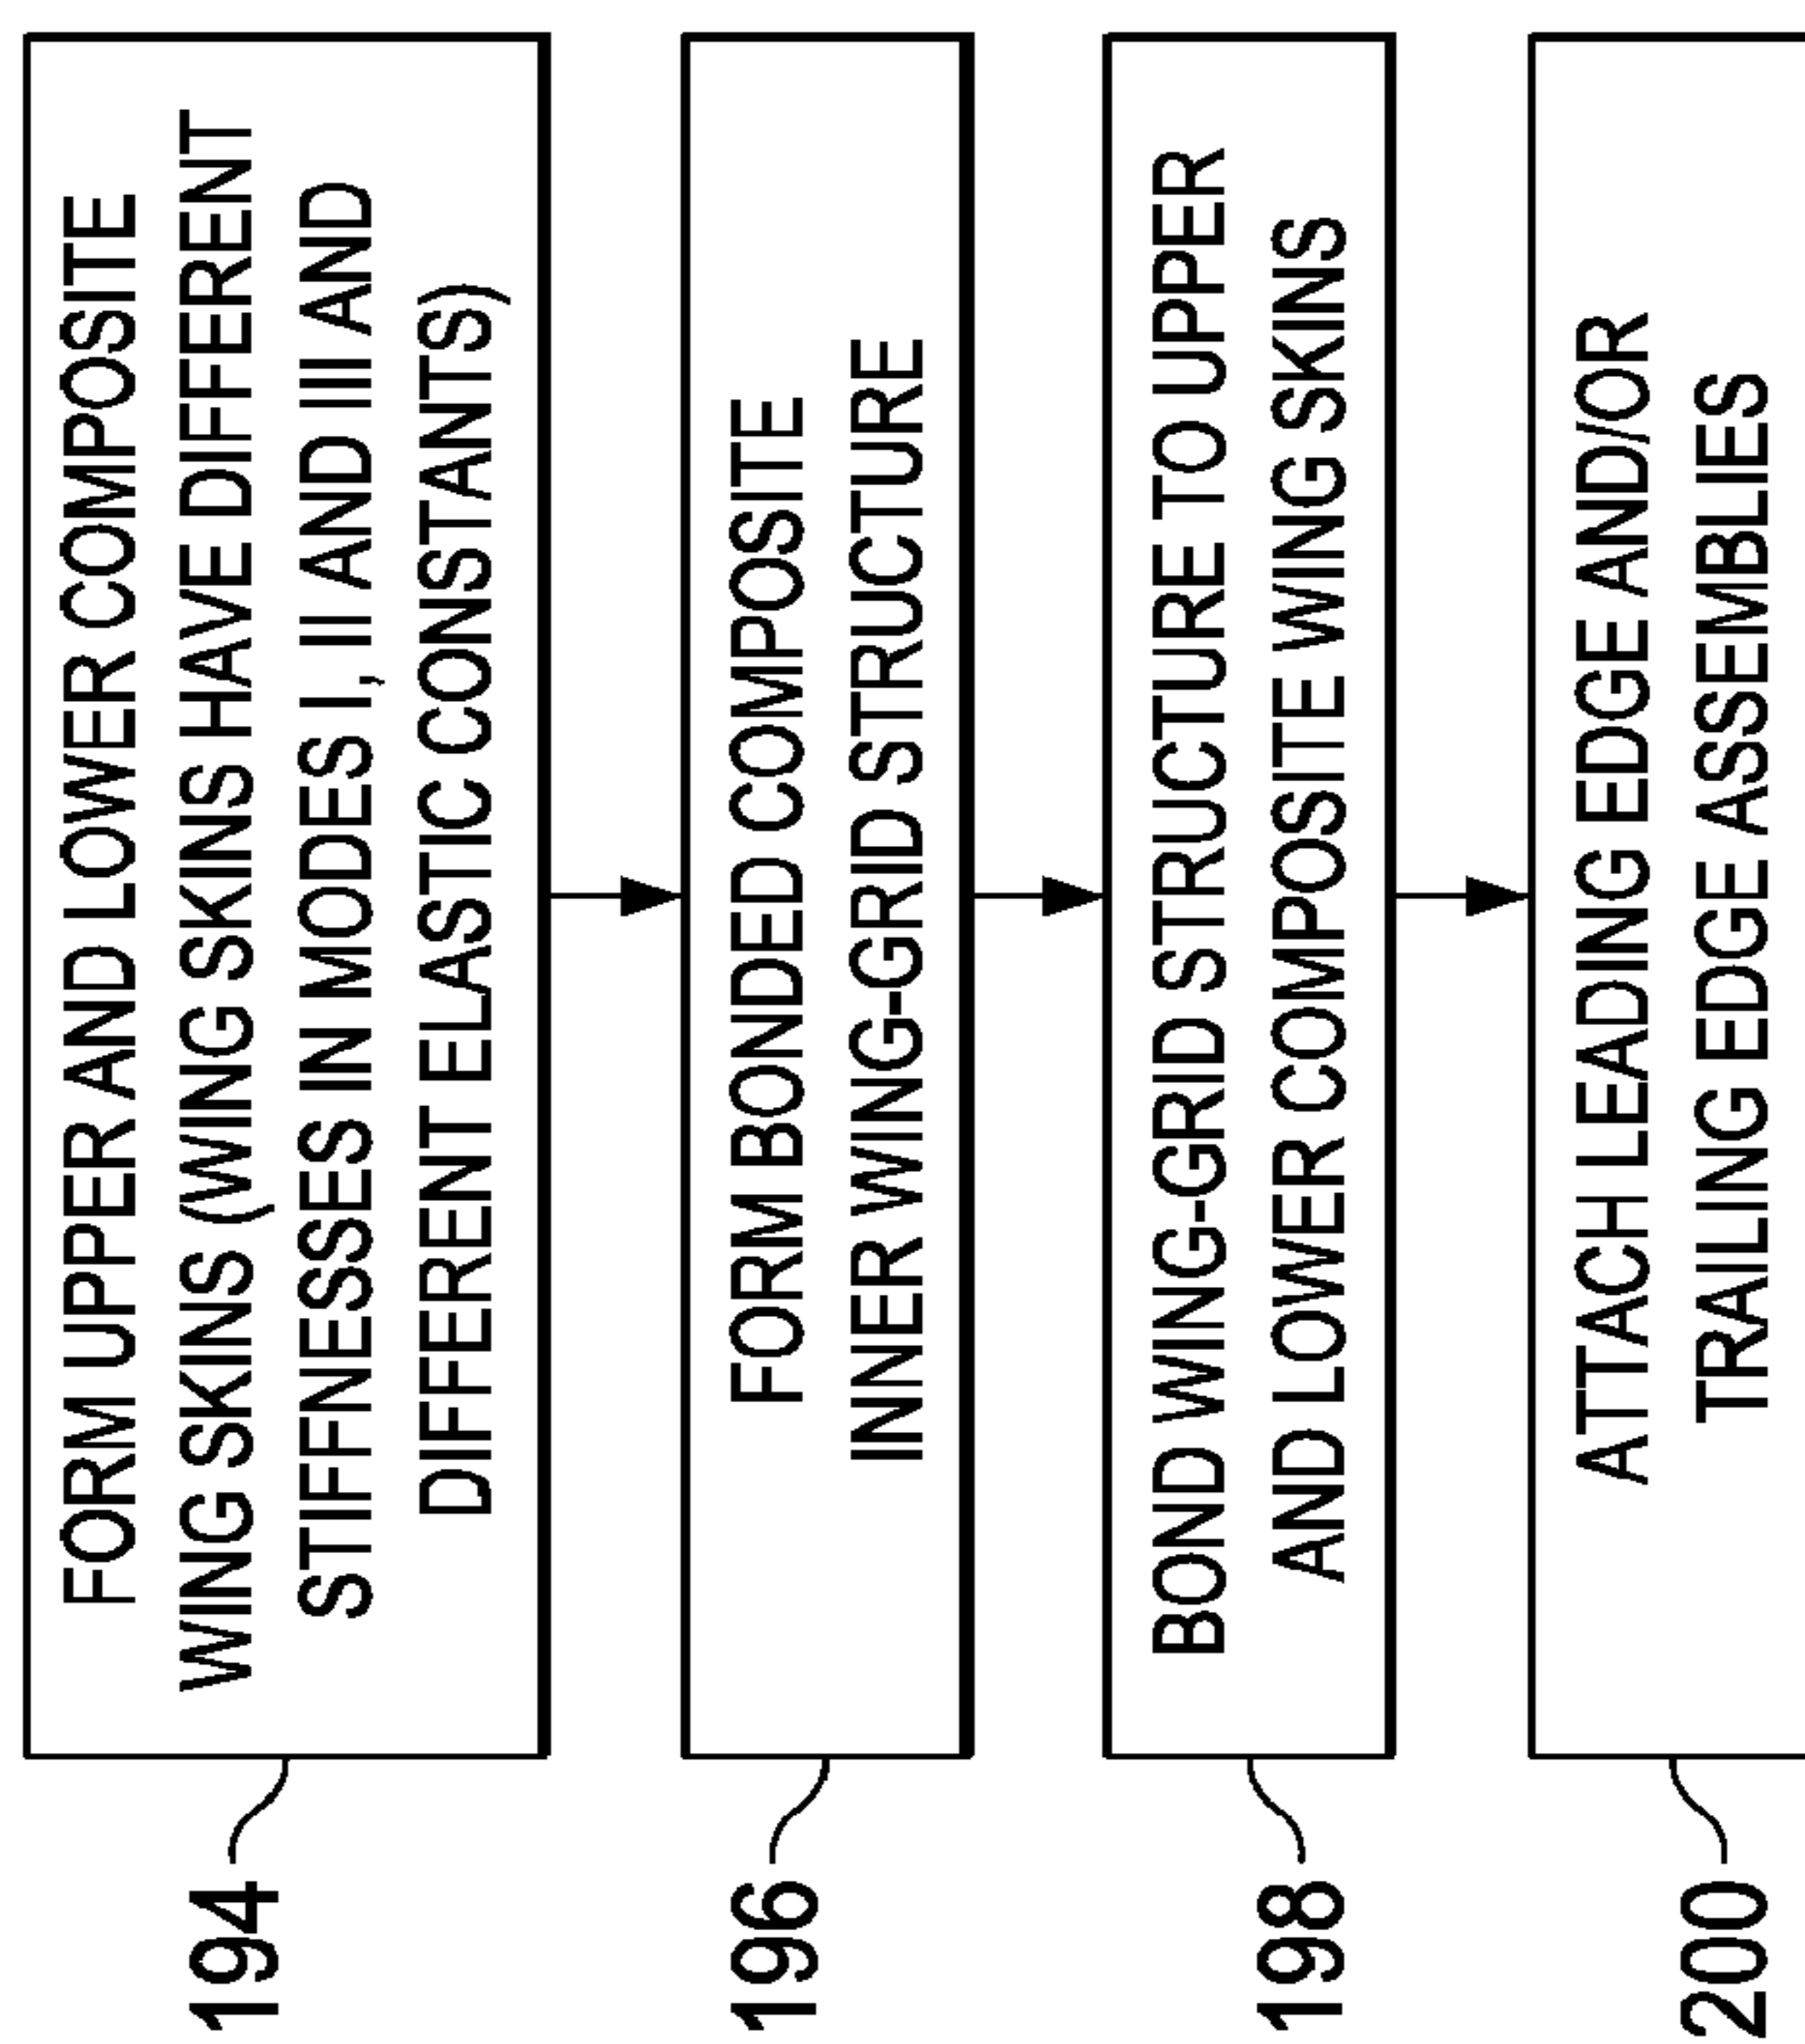 194
FORM UPPER AND LOWER COMPOSITE
WING SKINS (WING SKINS HAVE DIFFERENT
STIFFNESSES IN MODES I, II AND III AND
DIFFERENT ELASTIC CONSTANTS)
196
FORM BONDED COMPOSITE
INNER WING-GRID STRUCTURE
198
BOND WING-GRID STRUCTURE TO UPPER
AND LOWER COMPOSITE WING SKINS
200
ATTACH LEADING EDGE AND/OR
TRAILING EDGE ASSEMBLIES